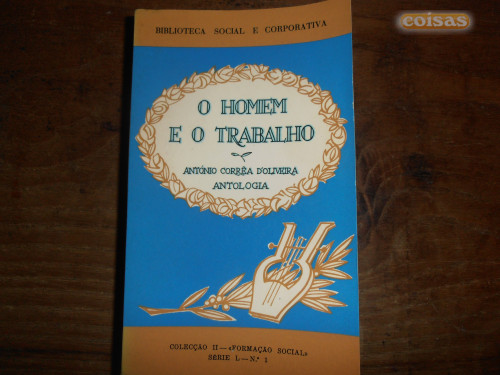 coisas
BIBLIOTECA SOCIAL E CORPORATIVA
O HOMEM
E O TRABALHO
ANTÓNIO CORRÊA D'OLIVEIRA
ANTOLOGIA
COLECÇÃO II — «FORMAÇÃO SOCIAL»
SÉRIE L — N.º 1